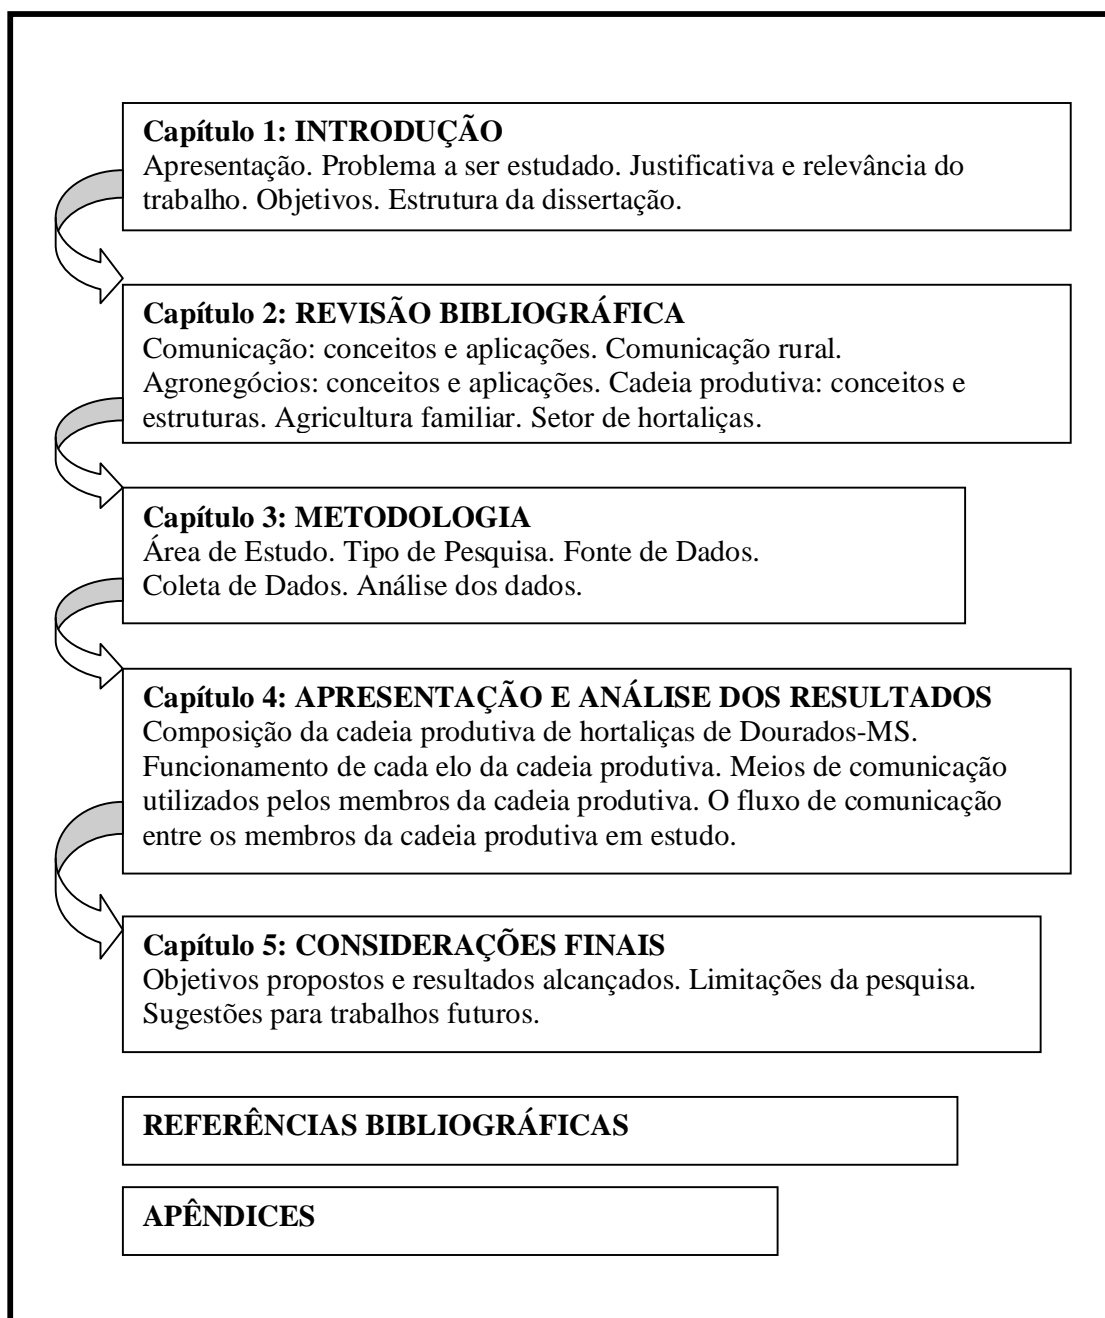 Capítulo 1: INTRODUÇÃO
Apresentação. Problema a ser estudado. Justificativa e relevância do
trabalho. Objetivos. Estrutura da dissertação.
Capítulo 2: REVISÃO BIBLIOGRÁFICA
Comunicação: conceitos e aplicações. Comunicação rural.
Agronegócios: conceitos e aplicações. Cadeia produtiva: conceitos e
estruturas. Agricultura familiar. Setor de hortaliças.
Capítulo 3: METODOLOGIA
Área de Estudo. Tipo de Pesquisa. Fonte de Dados.
Coleta de Dados. Análise dos dados.
Capítulo 4: APRESENTAÇÃO E ANÁLISE DOS RESULTADOS
Composição da cadeia produtiva de hortaliças de Dourados-MS.
Funcionamento de cada elo da cadeia produtiva. Meios de comunicação
utilizados pelos membros da cadeia produtiva. O fluxo de comunicação
entre os membros da cadeia produtiva em estudo.
Capítulo 5: CONSIDERAÇÕES FINAIS
Objetivos propostos e resultados alcançados. Limitações da pesquisa.
Sugestões para trabalhos futuros.
REFERÊNCIAS BIBLIOGRÁFICAS
APÊNDICES